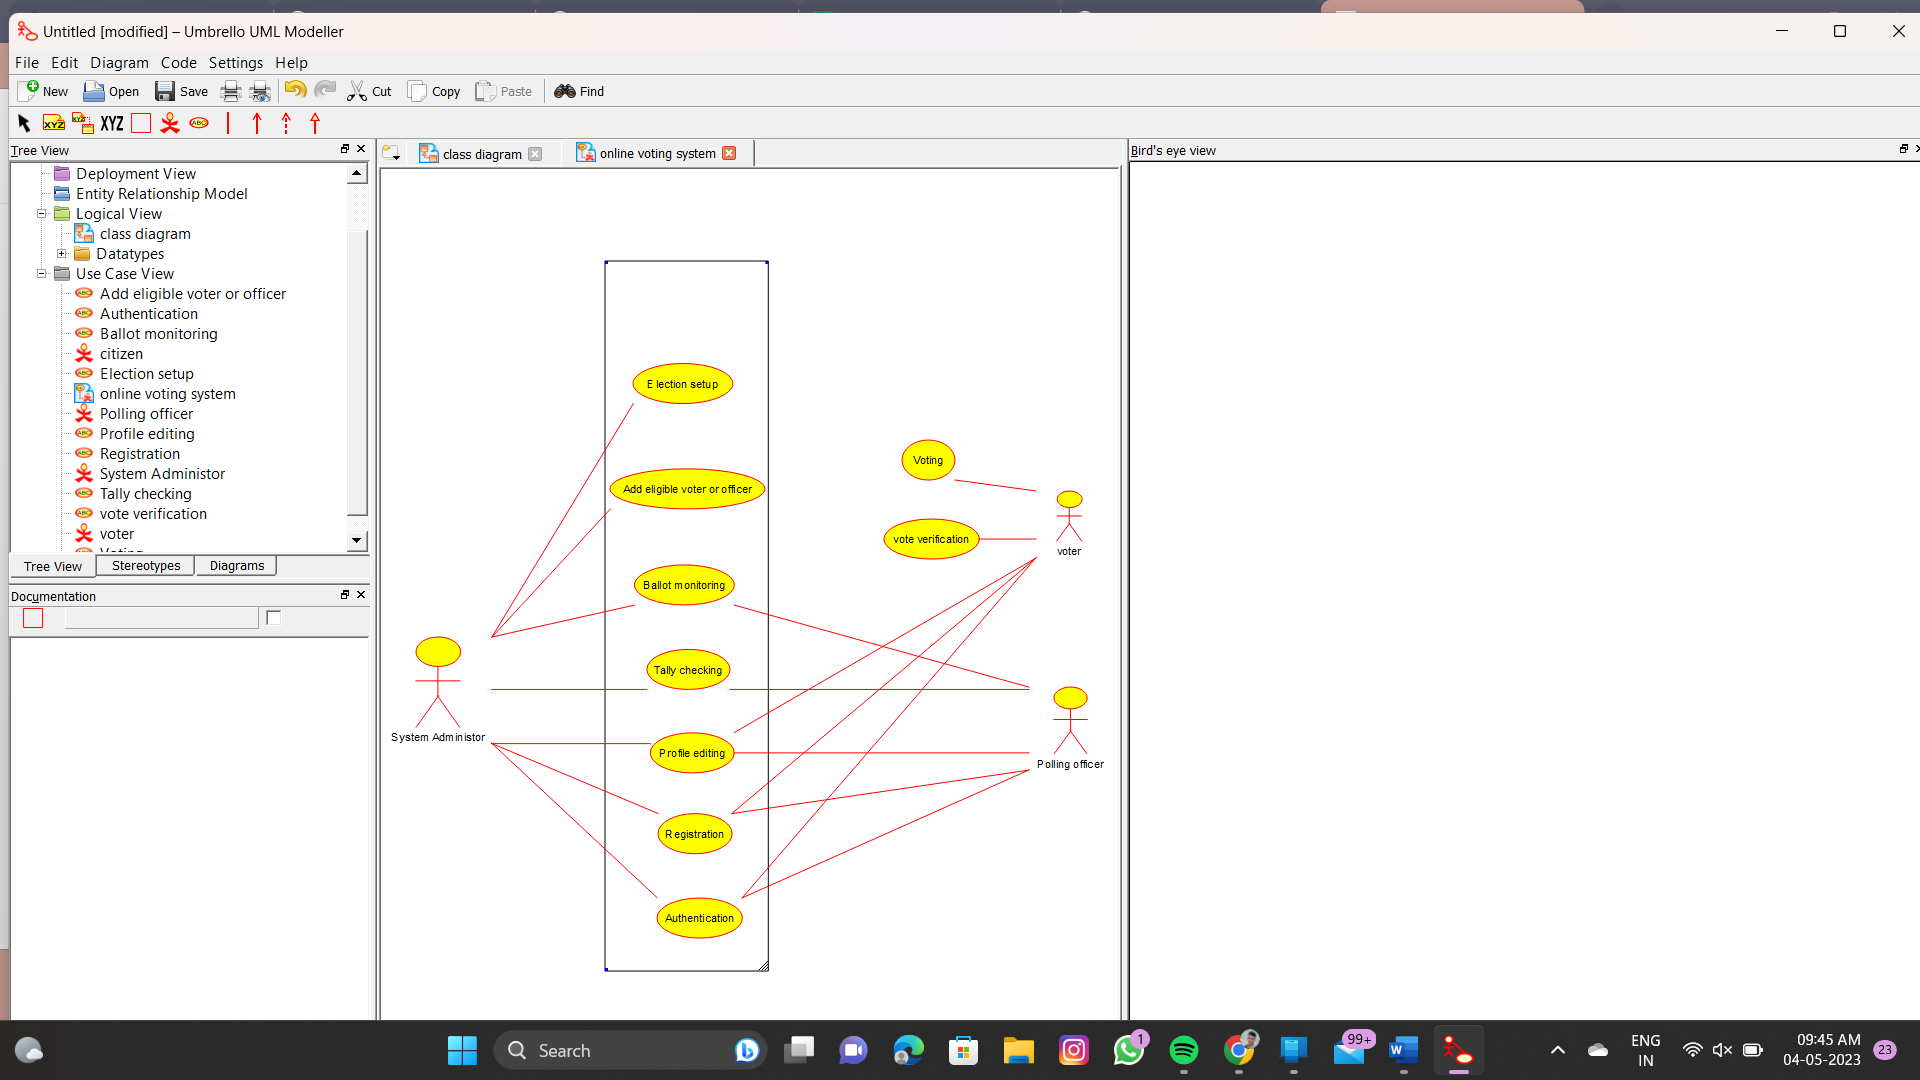 Untitled [modified] – Umbrello UML Modeller
File Edit Diagram Code Settings Help
New Open Save Cut Copy Paste Find
XYZ XYZ XYZ ABC
Tree View
class diagram
online voting system
Bird's eye view
Deployment View
Entity Relationship Model
Logical View
class diagram
Datatypes
Use Case View
Add eligible voter or officer
Authentication
Ballot monitoring
citizen
Election setup
online voting system
Polling officer
Profile editing
Registration
System Administor
Tally checking
vote verification
voter
Voting
Tree View Stereotypes Diagrams
Documentation
Election setup
Add eligible voter or officer
Ballot monitoring
Tally checking
Profile editing
Registration
Authentication
System Administor
Voting
vote verification
voter
Polling officer
Search
1
99+
ENG
IN
09:45 AM
04-05-2023
23